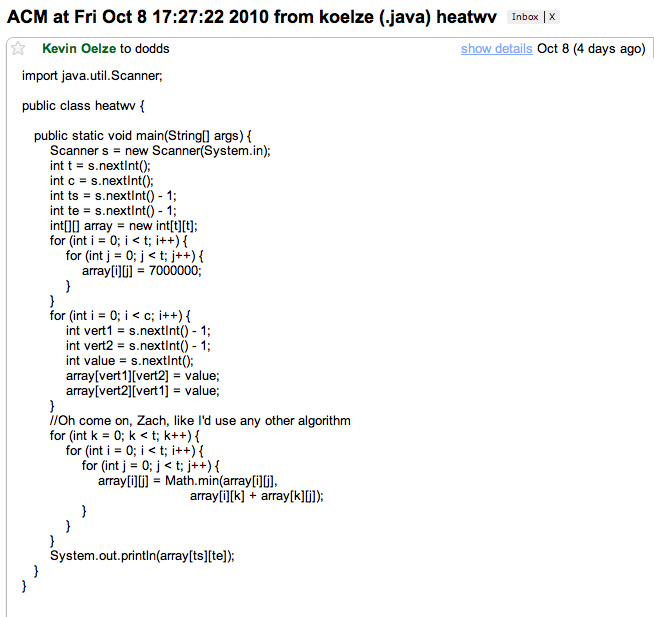 ACM at Fri Oct 8 17:27:22 2010 from koelze (.java) heatwv Inbox | X
Kevin Oelze to dodds show details Oct 8 (4 days ago)
import java.util.Scanner;
public class heatwv {
public static void main(String[] args) {
Scanner s = new Scanner(System.in);
int t = s.nextInt();
int c = s.nextInt();
int ts = s.nextInt() - 1;
int te = s.nextInt() - 1;
int[][] array = new int[t][t];
for (int i = 0; i < t; i++) {
for (int j = 0; j < t; j++) {
array[i][j] = 7000000;
}
}
for (int i = 0; i < c; i++) {
int vert1 = s.nextInt() - 1;
int vert2 = s.nextInt() - 1;
int value = s.nextInt();
array[vert1][vert2] = value;
array[vert2][vert1] = value;
}
//Oh come on, Zach, like I'd use any other algorithm
for (int k = 0; k < t; k++) {
for (int i = 0; i < t; i++) {
for (int j = 0; j < t; j++) {
array[i][j] = Math.min(array[i][j],
array[i][k] + array[k][j]);
}
}
}
System.out.println(array[ts][te]);
}
}